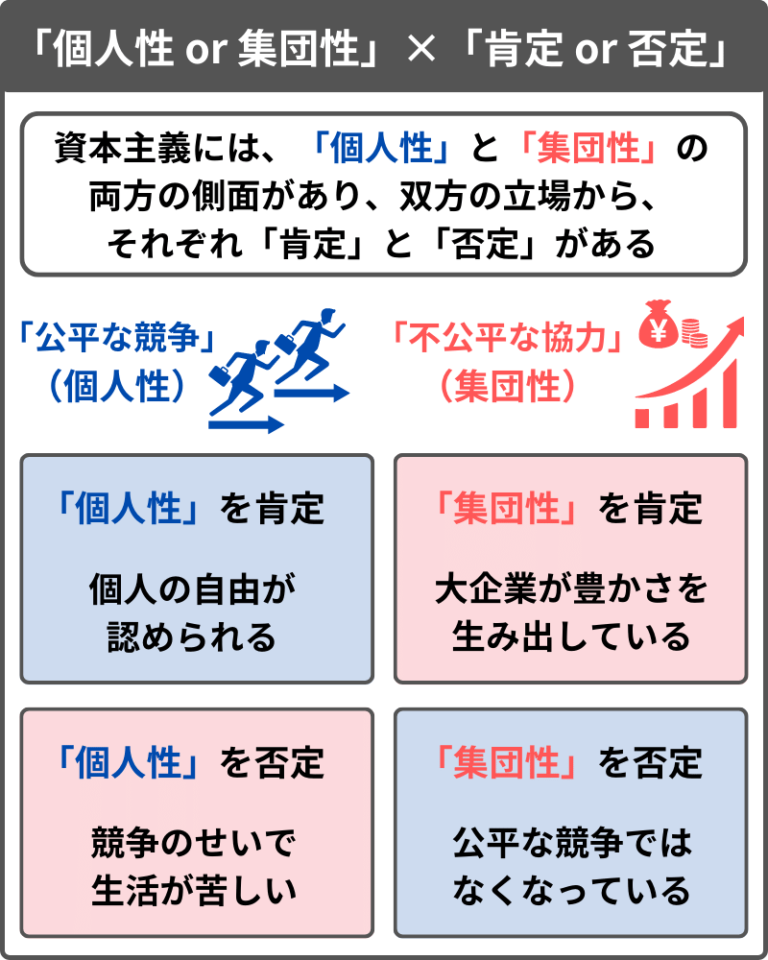 「個人性 or 集団性」×「肯定 or 否定」
資本主義には、「個人性」と「集団性」の
両方の側面があり、双方の立場から、
それぞれ「肯定」と「否定」がある
「公平な競争」
（個人性）
「不公平な協力」
（集団性）
¥
「個人性」を肯定
個人の自由が
認められる
「集団性」を肯定
大企業が豊かさを
生み出している
「個人性」を否定
競争のせいで
生活が苦しい
「集団性」を否定
公平な競争では
なくなっている